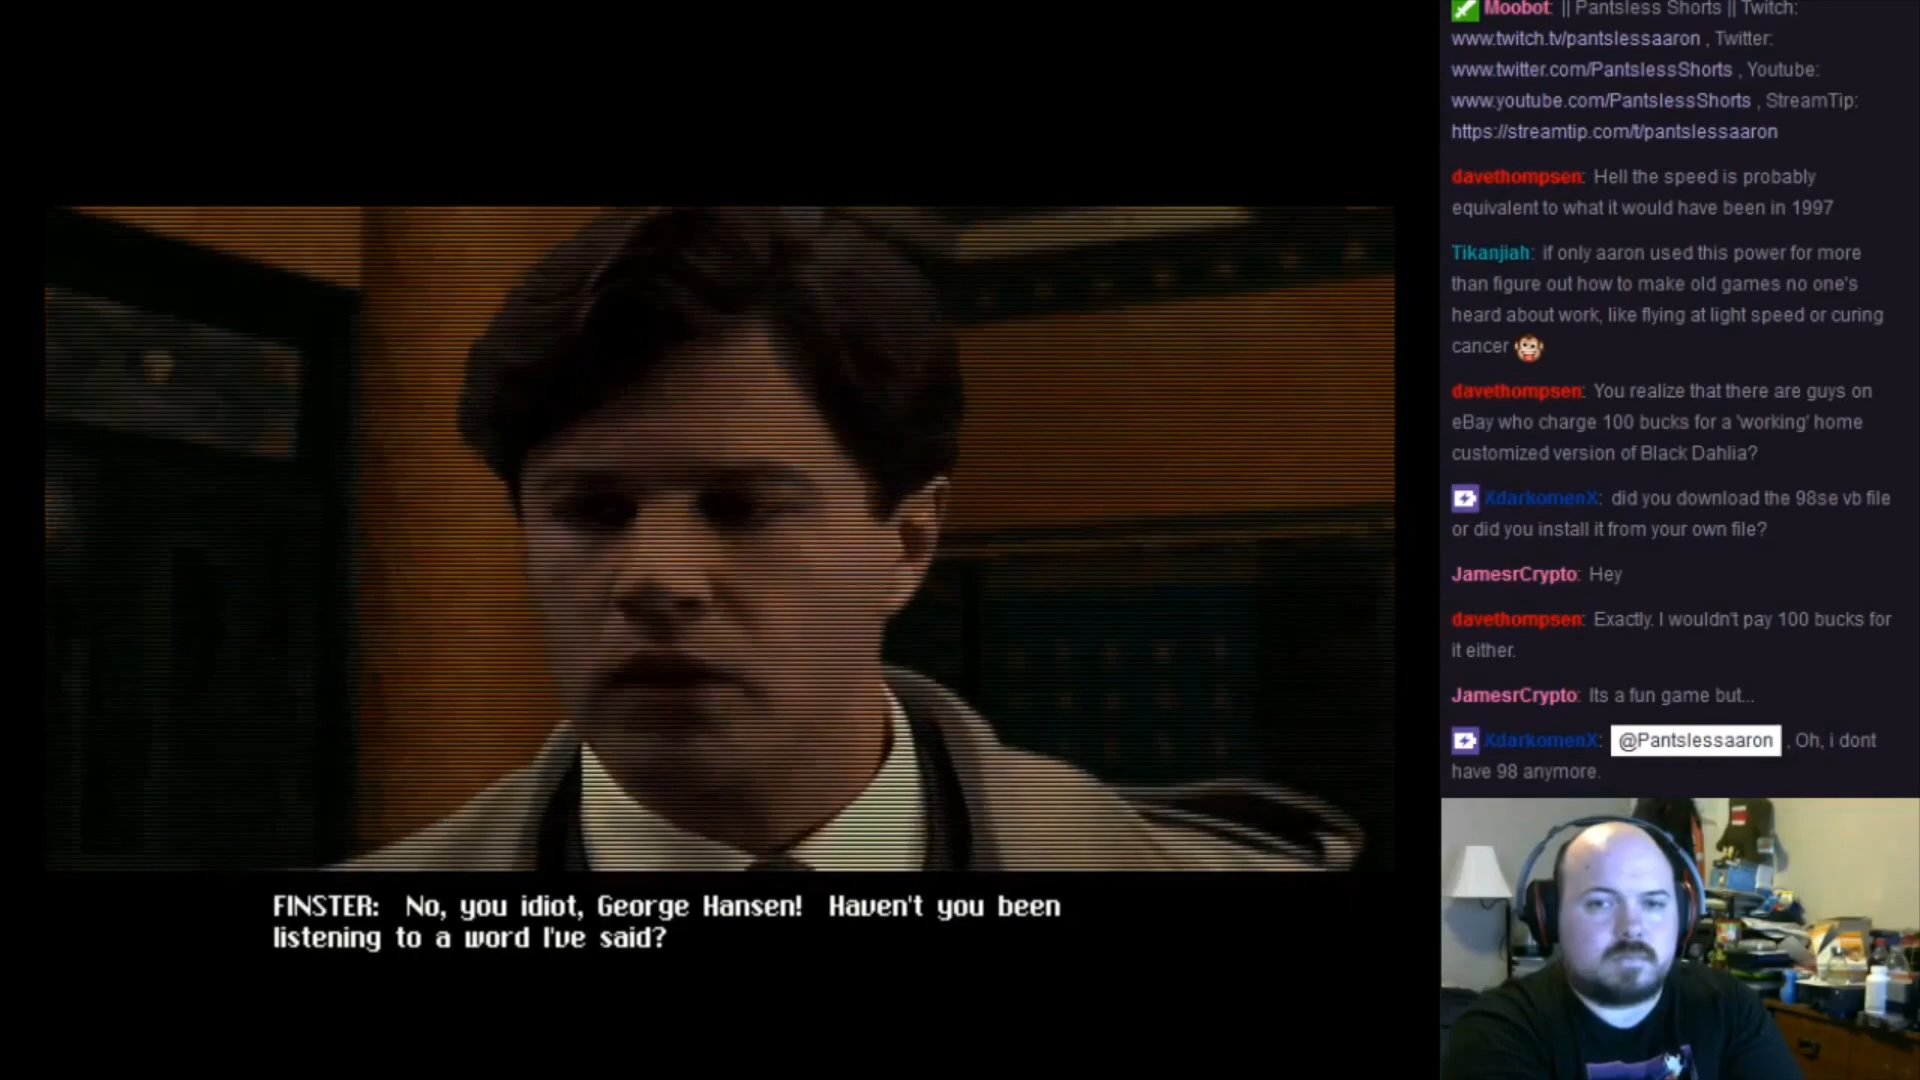 FINSTER: No, you idiot, George Hansen! Haven't you been
listening to a word I've said?
Moobot: || Pantsless Shorts || Twitch:
www.twitch.tv/pantslessaaron , Twitter:
www.twitter.com/PantslessShorts , Youtube:
www.youtube.com/PantslessShorts , StreamTip:
https://streamtip.com/t/pantslessaaron
davethompsen: Hell the speed is probably
equivalent to what it would have been in 1997
Tikanjiah: if only aaron used this power for more
than figure out how to make old games no one's
heard about work, like flying at light speed or curing
cancer
davethompsen: You realize that there are guys on
eBay who charge 100 bucks for a 'working' home
customized version of Black Dahlia?
XdarkomenX: did you download the 98se vb file
or did you install it from your own file?
JamesrCrypto: Hey
davethompsen: Exactly. I wouldn't pay 100 bucks for
it either.
JamesrCrypto: Its a fun game but...
XdarkomenX: @Pantslessaaron , Oh, i dont
have 98 anymore.